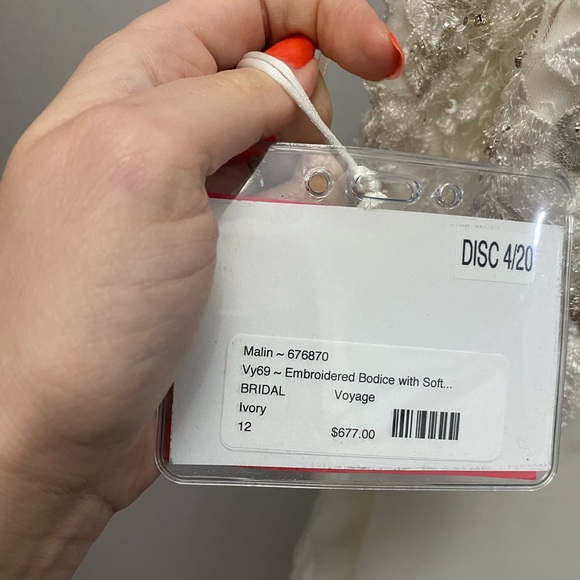 DISC 4/20
Malin ~ 676870
Vy69 ~ Embroidered Bodice with Soft...
BRIDAL Voyage
Ivory
12 $677.00